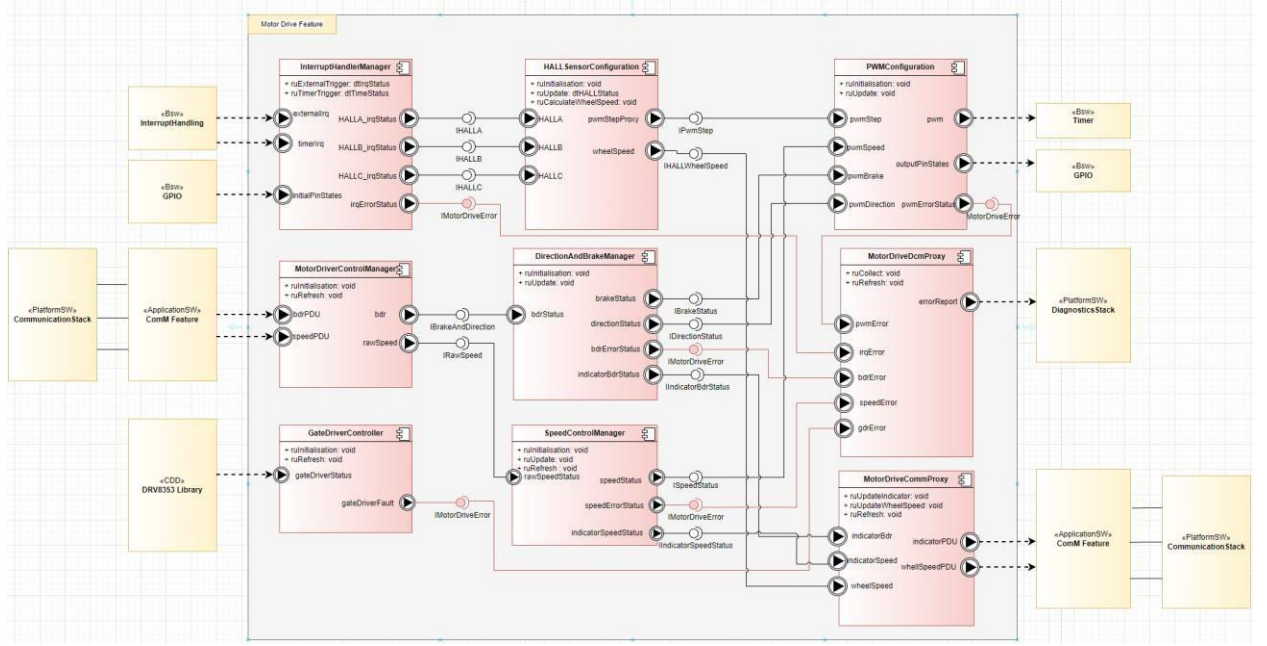 Motor Drive Feature
InterruptHandlerManager
+ ruExternalTrigger: dtIrqStatus
+ ruTimerTrigger: dtTimeStatus
externalIrq
HALLA_irqStatus
timerIrq
HALLB_irqStatus
HALLC_irqStatus
initialPinStates
irqErrorStatus
«Bsw»
InterruptHandling
«Bsw»
GPIO
IHALLA
IHALLB
IHALLC
IMotorDriveError
HALLSensorConfiguration
+ ruInitialisation: void
+ ruUpdate: dtHALLStatus
+ ruCalculateWheelSpeed: void
HALLA
pwmStepProxy
HALLB
wheelSpeed
HALLC
IPwmStep
IHALLWheelSpeed
PWMConfiguration
+ ruInitialisation: void
+ ruUpdate: void
pwmStep
pwm
pwmSpeed
outputPinStates
pwmBrake
pwmDirection
pwmErrorStatus
MotorDriveError
«Bsw»
Timer
«Bsw»
GPIO
«PlatformSW»
CommunicationStack
«ApplicationSW»
ComM Feature
MotorDriverControlManager
+ ruInitialisation: void
+ ruRefresh: void
bdrPDU
bdr
speedPDU
rawSpeed
IBrakeAndDirection
IRawSpeed
DirectionAndBrakeManager
+ ruInitialisation: void
+ ruUpdate: void
brakeStatus
bdrStatus
directionStatus
bdrErrorStatus
indicatorBdrStatus
IBrakeStatus
IDirectionStatus
IMotorDriveError
IIndicatorBdrStatus
MotorDriveDcmProxy
+ ruCollect: void
+ ruRefresh: void
errorReport
pwmError
irqError
bdrError
speedError
gdrError
«PlatformSW»
DiagnosticsStack
«CDD»
DRV8353 Library
GateDriverController
+ ruInitialisation: void
+ ruRefresh: void
gateDriverStatus
gateDriverFault
IMotorDriveError
SpeedControlManager
+ ruInitialisation: void
+ ruUpdate: void
+ ruRefresh : void
rawSpeedStatus
speedStatus
speedErrorStatus
indicatorSpeedStatus
ISpeedStatus
IMotorDriveError
IIndicatorSpeedStatus
MotorDriveCommProxy
+ ruUpdateIndicator: void
+ ruUpdateWheelSpeed: void
+ ruRefresh: void
indicatorBdr
indicatorPDU
indicatorSpeed
whellSpeedPDU
wheelSpeed
«ApplicationSW»
ComM Feature
«PlatformSW»
CommunicationStack